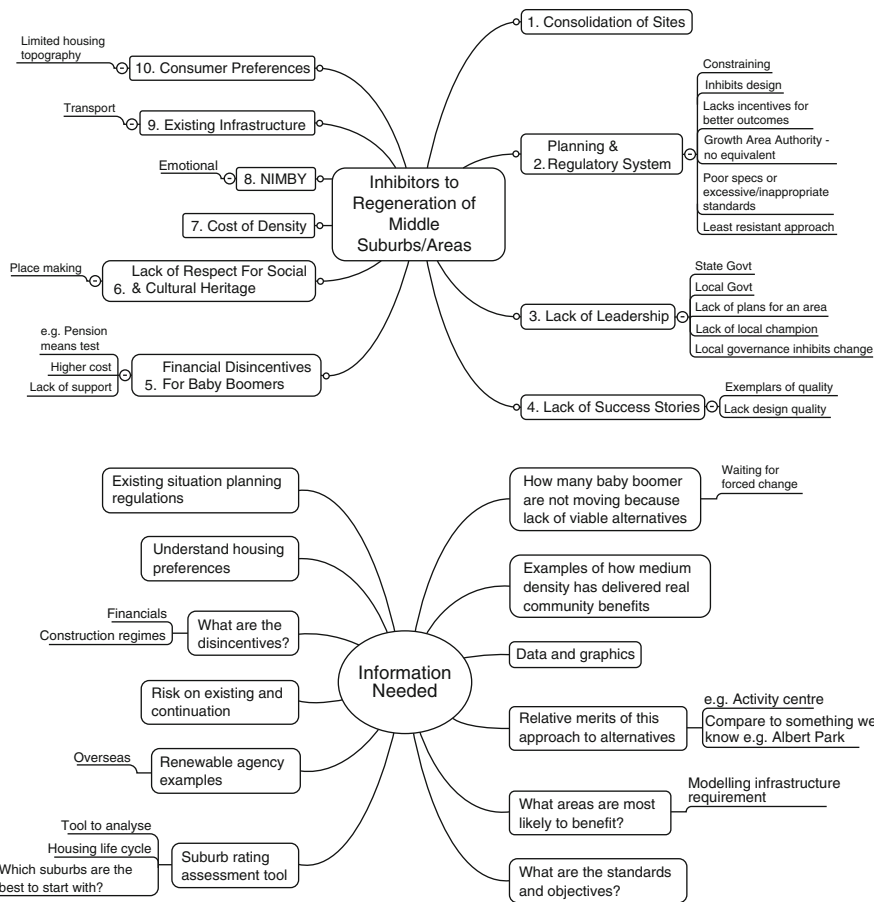 Inhibitors to
Regeneration of
Middle
Suburbs/Areas
1. Consolidation of Sites
Planning &
2. Regulatory System
Constraining
Inhibits design
Lacks incentives for
better outcomes
Growth Area Authority -
no equivalent
Poor specs or
excessive/inappropriate
standards
Least resistant approach
3. Lack of Leadership
State Govt
Local Govt
Lack of plans for an area
Lack of local champion
Local governance inhibits change
4. Lack of Success Stories
Exemplars of quality
Lack design quality
Financial Disincentives
5. For Baby Boomers
e.g. Pension
means test
Higher cost
Lack of support
Lack of Respect For Social
6. & Cultural Heritage
Place making
7. Cost of Density
8. NIMBY
Emotional
9. Existing Infrastructure
Transport
10. Consumer Preferences
Limited housing
topography
Information
Needed
How many baby boomer
are not moving because
lack of viable alternatives
Waiting for
forced change
Examples of how medium
density has delivered real
community benefits
Data and graphics
Relative merits of this
approach to alternatives
e.g. Activity centre
Compare to something we
know e.g. Albert Park
What areas are most
likely to benefit?
Modelling infrastructure
requirement
What are the standards
and objectives?
Suburb rating
assessment tool
Tool to analyse
Housing life cycle
Which suburbs are the
best to start with?
Renewable agency
examples
Overseas
Risk on existing and
continuation
What are the
disincentives?
Financials
Construction regimes
Understand housing
preferences
Existing situation planning
regulations